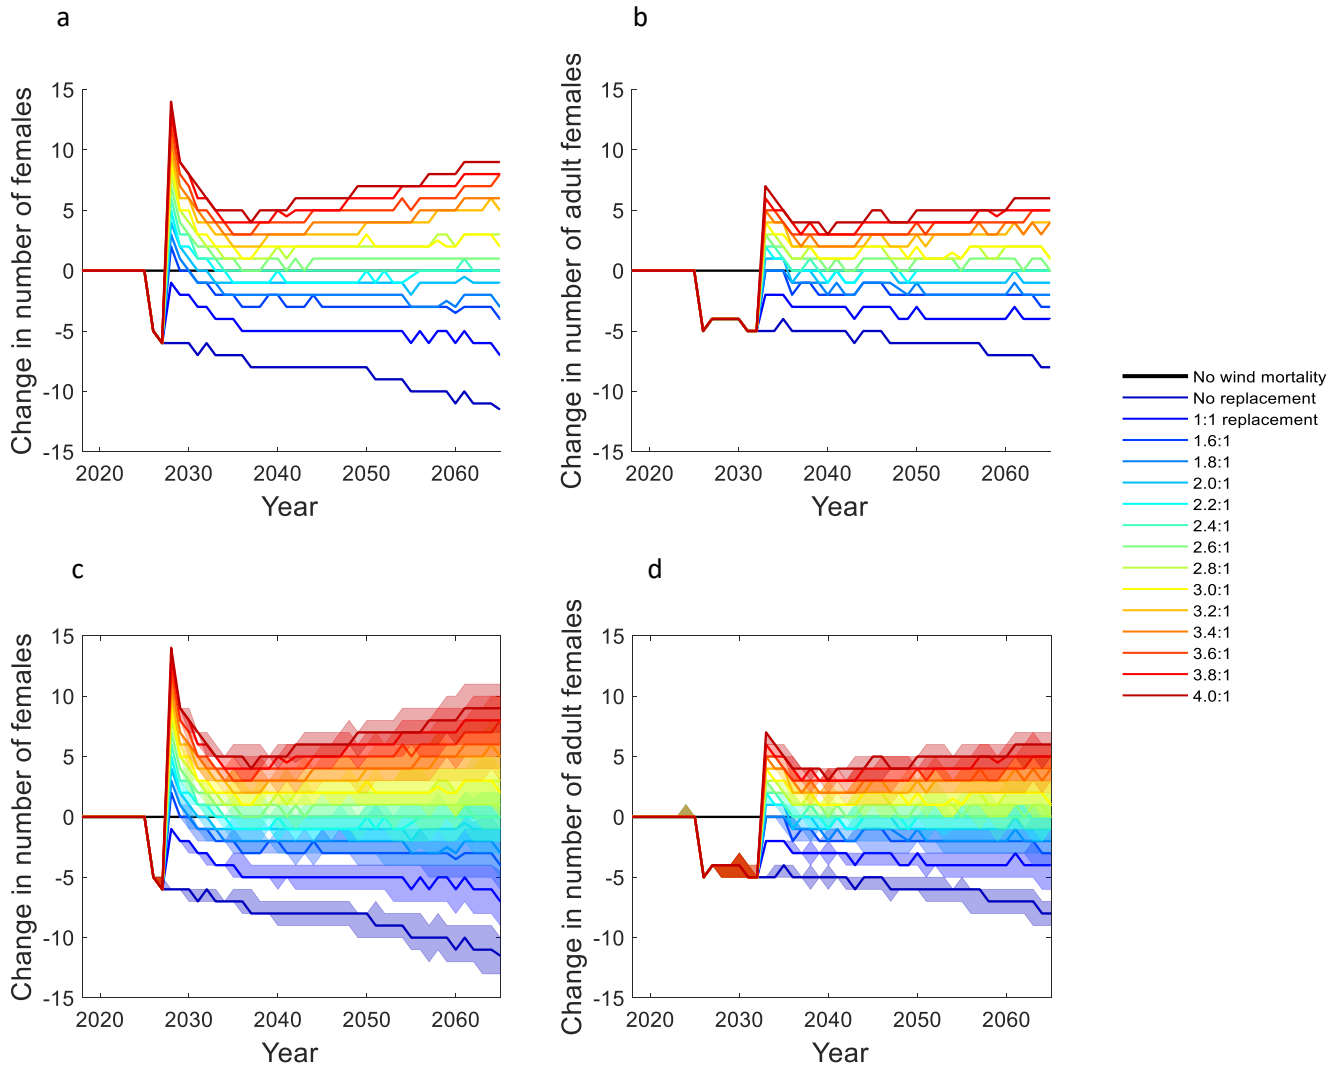 a
b
15
10
5
0
-5
-10
-15
2020 2030 2040 2050 2060
Year
Change in number of females
15
10
5
0
-5
-10
-15
2020 2030 2040 2050 2060
Year
Change in number of adult females
No wind mortality
No replacement
1:1 replacement
1.6:1
1.8:1
2.0:1
2.2:1
2.4:1
2.6:1
2.8:1
3.0:1
3.2:1
3.4:1
3.6:1
3.8:1
4.0:1
c
d
15
10
5
0
-5
-10
-15
2020 2030 2040 2050 2060
Year
Change in number of females
15
10
5
0
-5
-10
-15
2020 2030 2040 2050 2060
Year
Change in number of adult females